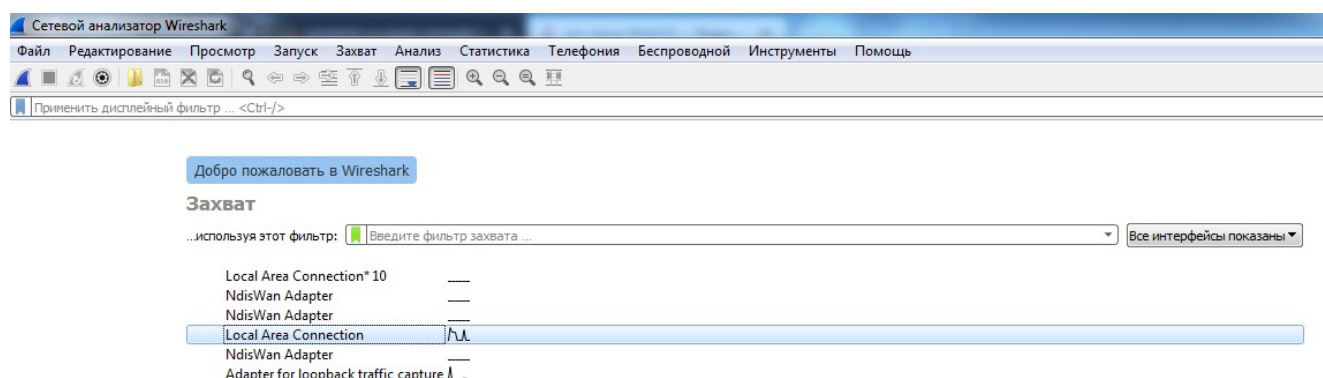 Сетевой анализатор Wireshark
Файл Редактирование Просмотр Запуск Захват Анализ Статистика Телефония Беспроводной Инструменты Помощь
Применить дисплейный фильтр ... <Ctrl-/>
Добро пожаловать в Wireshark
Захват
...используя этот фильтр: Введите фильтр захвата ... Все интерфейсы показаны
Local Area Connection* 10
NdisWan Adapter
NdisWan Adapter
Local Area Connection
NdisWan Adapter
Adapter for loopback traffic capture